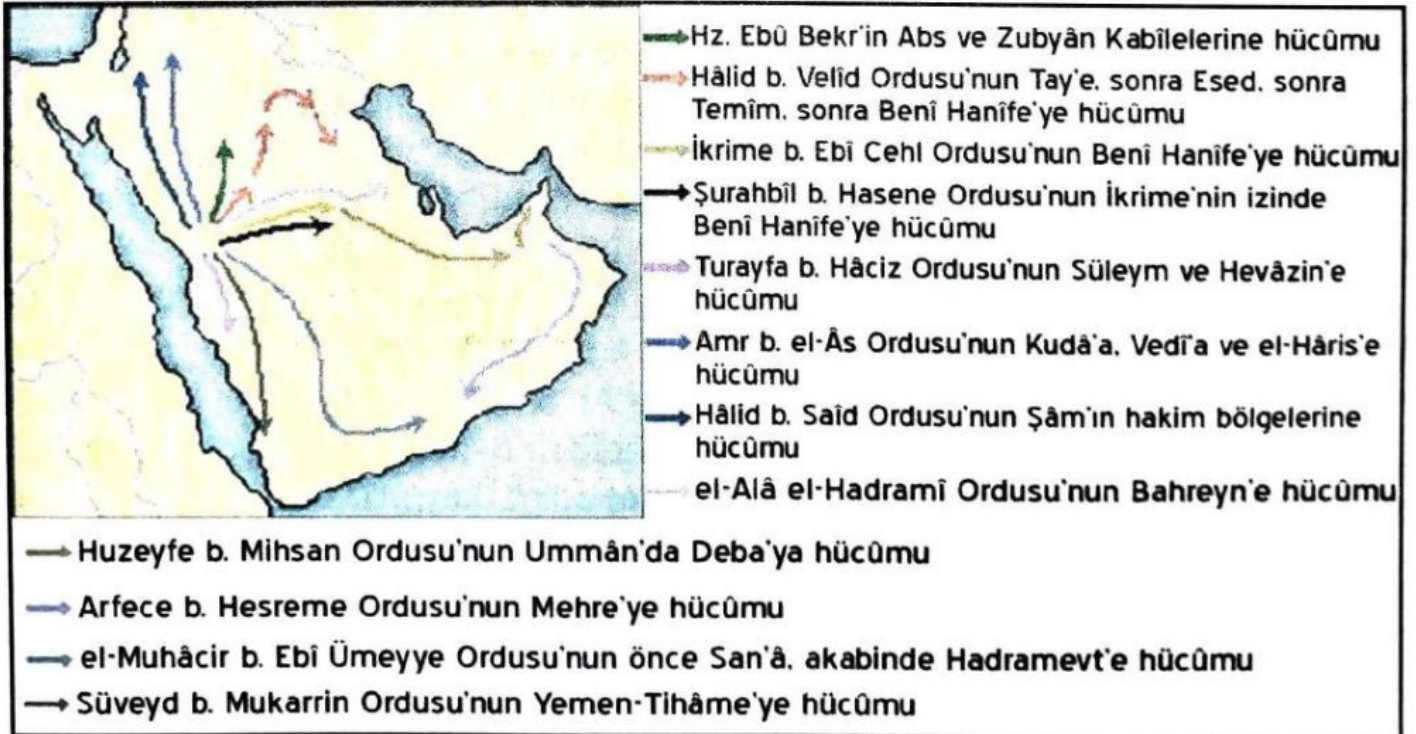 Hz. Ebû Bekr'in Abs ve Zubyân Kabîlelerine hücûmu
Hâlid b. Velîd Ordusu'nun Tay'e. sonra Esed. sonra
Temîm. sonra Benî Hanîfe'ye hücûmu
İkrime b. Ebî Cehl Ordusu'nun Benî Hanîfe'ye hücûmu
Şurahbîl b. Hasene Ordusu'nun İkrime'nin izinde
Benî Hanîfe'ye hücûmu
Turayfa b. Hâciz Ordusu'nun Süleym ve Hevâzin'e
hücûmu
Amr b. el-Âs Ordusu'nun Kudâ'a. Vedî'a ve el-Hâris'e
hücûmu
Hâlid b. Saîd Ordusu'nun Şâm'ın hakim bölgelerine
hücûmu
el-Alâ el-Hadramî Ordusu'nun Bahreyn'e hücûmu
Huzeyfe b. Mihsan Ordusu'nun Ummân'da Deba'ya hücûmu
Arfece b. Hesreme Ordusu'nun Mehre'ye hücûmu
el-Muhâcir b. Ebî Ümeyye Ordusu'nun önce San'â. akabinde Hadramevt'e hücûmu
Süveyd b. Mukarrin Ordusu'nun Yemen-Tihâme'ye hücûmu